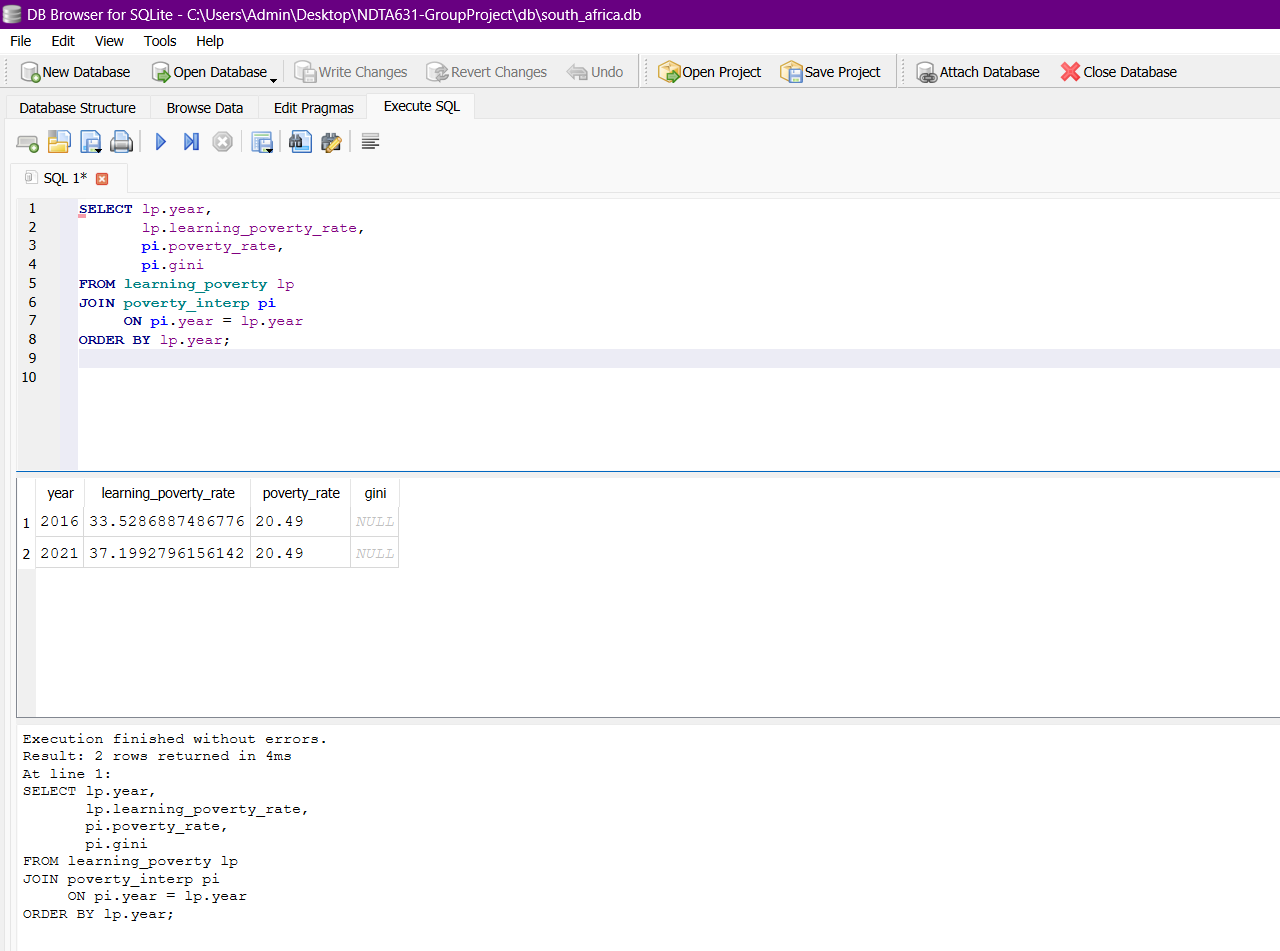 DB Browser for SQLite - C:\Users\Admin\Desktop\NDTA631-GroupProject\db\south_africa.db
File Edit View Tools Help
New Database Open Database Write Changes Revert Changes Undo Open Project Save Project Attach Database Close Database
Database Structure Browse Data Edit Pragmas Execute SQL
SQL 1*
1 SELECT lp.year,
2 lp.learning_poverty_rate,
3 pi.poverty_rate,
4 pi.gini
5 FROM learning_poverty lp
6 JOIN poverty_interp pi
7 ON pi.year = lp.year
8 ORDER BY lp.year;
9
10
year learning_poverty_rate poverty_rate gini
1 2016 33.5286887486776 20.49 NULL
2 2021 37.1992796156142 20.49 NULL
Execution finished without errors.
Result: 2 rows returned in 4ms
At line 1:
SELECT lp.year,
lp.learning_poverty_rate,
pi.poverty_rate,
pi.gini
FROM learning_poverty lp
JOIN poverty_interp pi
ON pi.year = lp.year
ORDER BY lp.year;